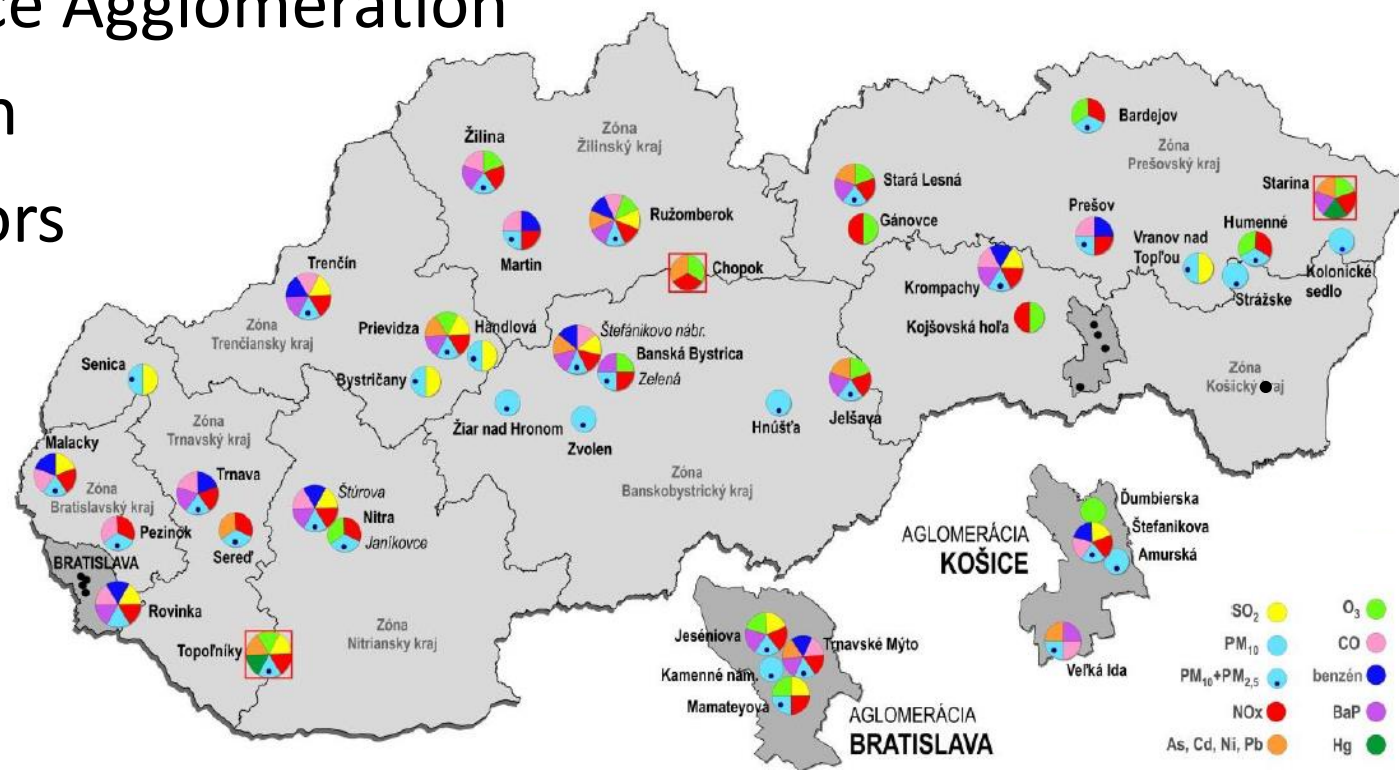 ce Agglomeration
n
ors
Žilina
Zóna
Žilinský kraj
Bardejov
Zóna
Prešovský kraj
Stará Lesná
Starina
Ružomberok
Gánovce
Prešov
Humenné
Martin
Vranov nad
Topľou
Trenčín
Chopok
Krompachy
Kolonické
sedlo
Strážske
Zóna
Trenčiansky kraj
Prievidza
Handlová
Štefánikovo nábr.
Kojšovská hoľa
Banská Bystrica
Senica
Bystričany
Zelená
Zóna
Košický kraj
Zóna
Trnavský kraj
Žiar nad Hronom
Hnúšťa
Jelšava
Zvolen
Malacky
Trnava
Zóna
Banskobystrický kraj
Zóna
Bratislavský kraj
Štúrova
Nitra
Janíkovce
Pezinok
Sereď
BRATISLAVA
Rovinka
Zóna
Nitriansky kraj
Topoľníky
Ďumbierska
Štefanikova
Amurská
AGLOMERÁCIA
KOŠICE
Veľká Ida
Jeséniova
Trnavské Mýto
Kamenné nám.
Mamateyova
AGLOMERÁCIA
BRATISLAVA
SO2
O3
PM10
CO
PM10+PM2,5
benzén
NOx
BaP
As, Cd, Ni, Pb
Hg